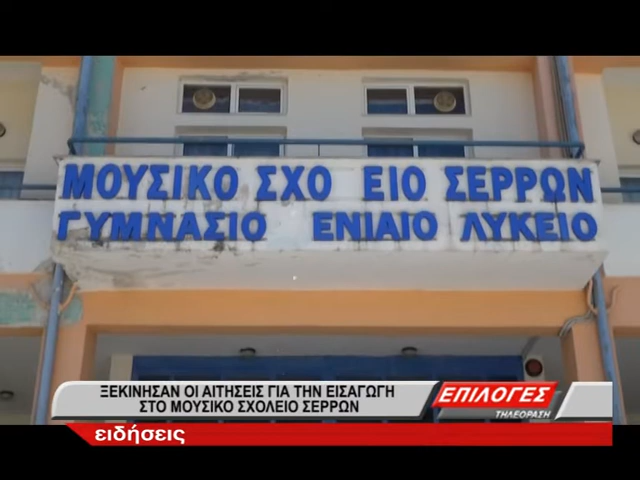 ΜΟΥΣΙΚΟ ΣΧΟ ΕΙΟ ΣΕΡΡΩΝ
ΓΥΜΝΑΣΙΟ ΕΝΙΑΙΟ ΛΥΚΕΙΟ
ΞΕΚΙΝΗΣΑΝ ΟΙ ΑΙΤΗΣΕΙΣ ΓΙΑ ΤΗΝ ΕΙΣΑΓΩΓΗ
ΣΤΟ ΜΟΥΣΙΚΟ ΣΧΟΛΕΙΟ ΣΕΡΡΩΝ
ΕΠΙΛΟΓΕΣ
ΤΗΛΕΟΡΑΣΗ
ειδήσεις